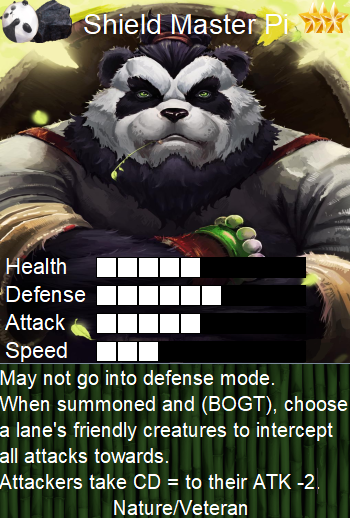 Shield Master Pi
Health
Defense
Attack
Speed
May not go into defense mode.
When summoned and (BOGT), choose
a lane's friendly creatures to intercept
all attacks towards.
Attackers take CD = to their ATK -2.
Nature/Veteran